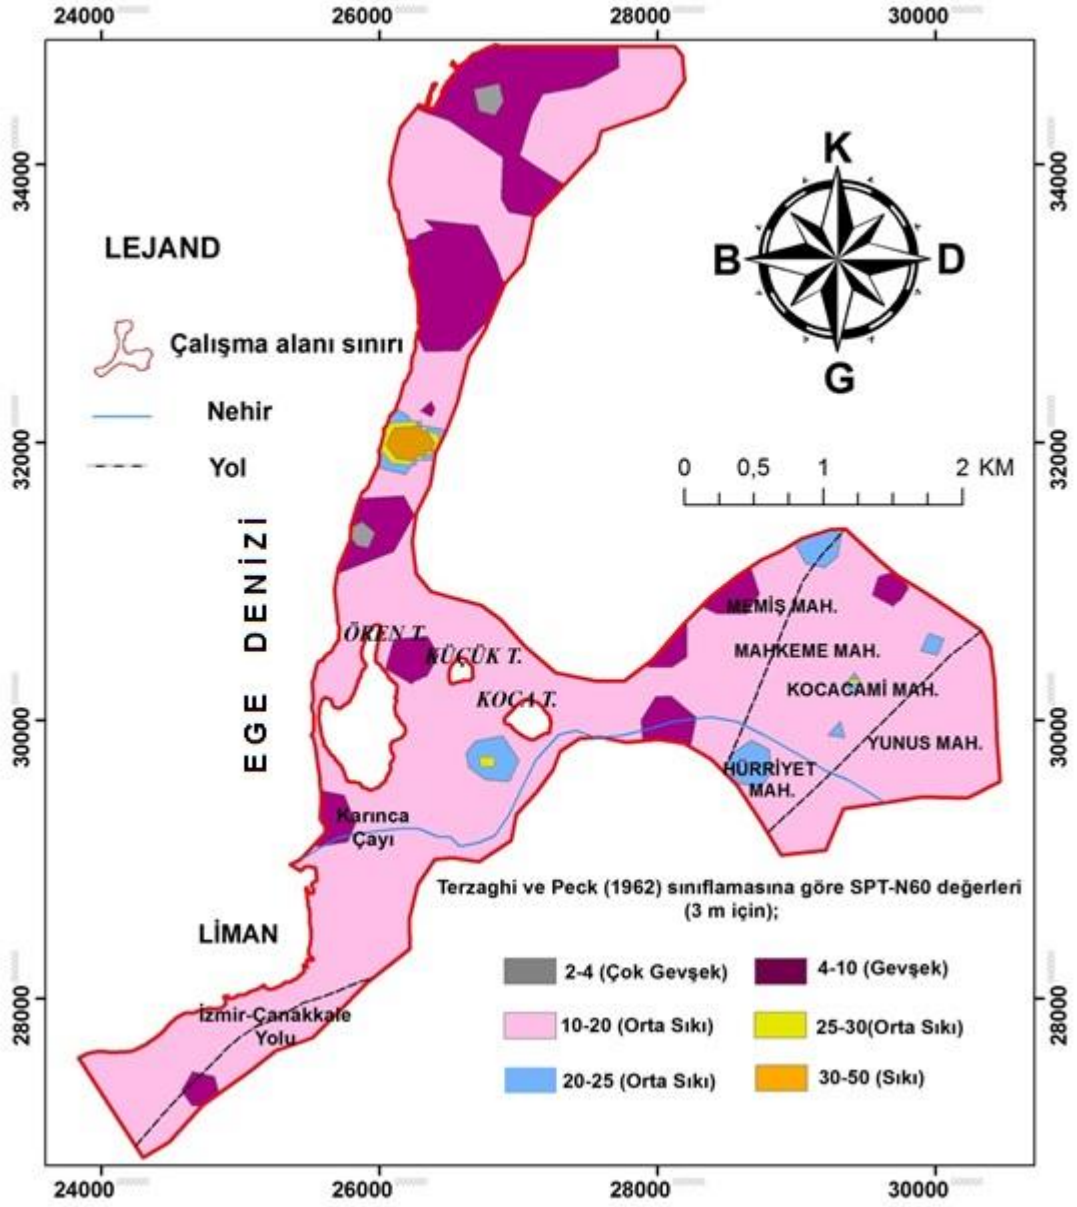 24000 26000 28000 30000
34000
34000
K
B
D
G
LEJAND
Çalışma alanı sınırı
Nehir
Yol
32000
32000
0 0,5 1 2 KM
EGE DENİZİ
MEMİŞ MAH.
ÖREN T.
KÜÇÜK T.
MAHKEME MAH.
KOCACAMİ MAH.
KOCA T.
30000
30000
YUNUS MAH.
HÜRRİYET
MAH.
Karınca
Çayı
Terzaghi ve Peck (1962) sınıflamasına göre SPT-N60 değerleri
(3 m için);
LİMAN
2-4 (Çok Gevşek)
4-10 (Gevşek)
28000
28000
İzmir-Çanakkale
Yolu
10-20 (Orta Sıkı)
25-30(Orta Sıkı)
20-25 (Orta Sıkı)
30-50 (Sıkı)
24000 26000 28000 30000